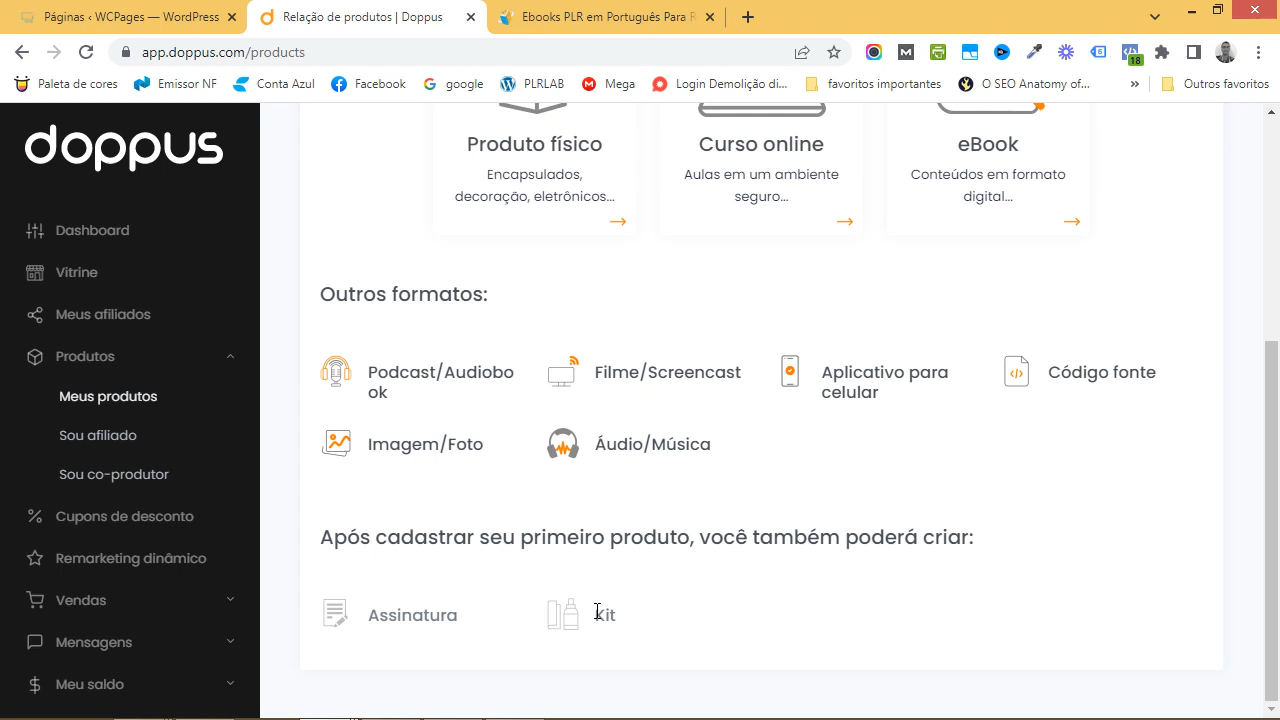 Páginas ‹ WCPages — WordPress
Relação de produtos | Doppus
Ebooks PLR em Português Para R
app.doppus.com/products
18
Paleta de cores
Emissor NF
Conta Azul
Facebook
google
PLRLAB
Mega
Login Demolição di...
favoritos importantes
O SEO Anatomy of...
»
Outros favoritos
doppus
Dashboard
Vitrine
Meus afiliados
Produtos
Meus produtos
Sou afiliado
Sou co-produtor
Cupons de desconto
Remarketing dinâmico
Vendas
Mensagens
Meu saldo
Produto físico
Encapsulados,
decoração, eletrônicos...
Curso online
Aulas em um ambiente
seguro...
eBook
Conteúdos em formato
digital...
Outros formatos:
Podcast/Audiobo
ok
Filme/Screencast
Aplicativo para
celular
Código fonte
Imagem/Foto
Áudio/Música
Após cadastrar seu primeiro produto, você também poderá criar:
Assinatura
Kit